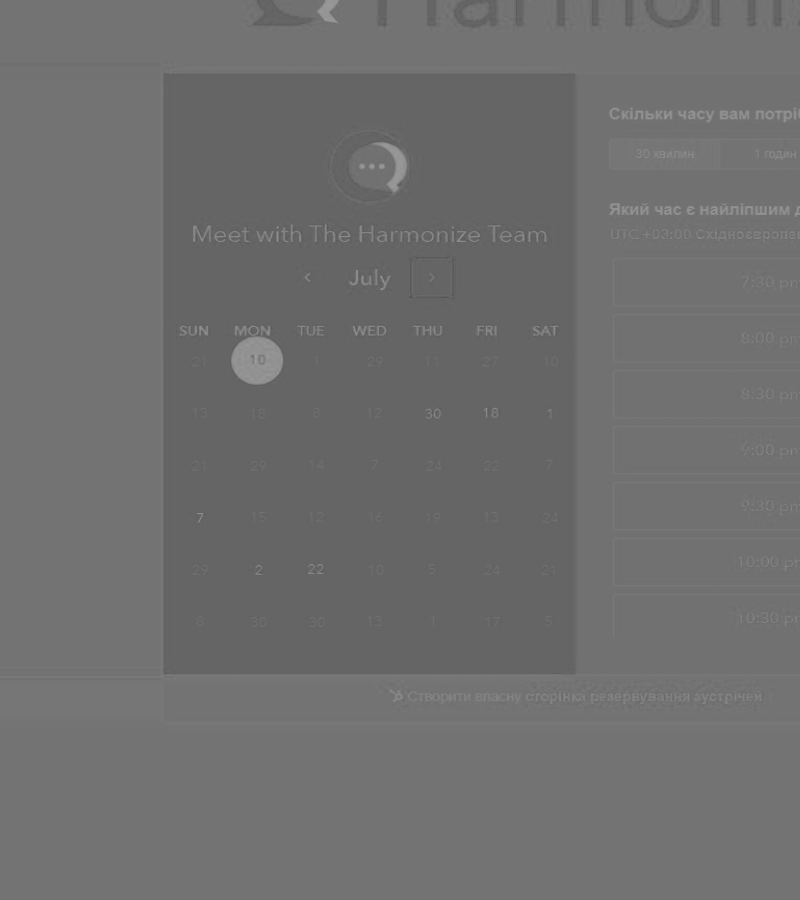 Harmoni
Meet with The Harmonize Team
July
SUN MON TUE WED THU FRI SAT
21 10 1 29 11 27 10
13 18 8 12 30 18 1
21 29 14 7 24 22 7
7 15 12 16 19 13 24
29 2 22 10 5 24 21
8 30 30 13 1 17 5
Скільки часу вам потріб
30 хвилин 1 годин
Який час є найліпшим д
UTC +03:00 Східноєвропей
7:30 pm
8:00 pm
8:30 pm
9:00 pm
9:30 pm
10:00 pm
10:30 pm
Створити власну сторінка резервування зустрічей